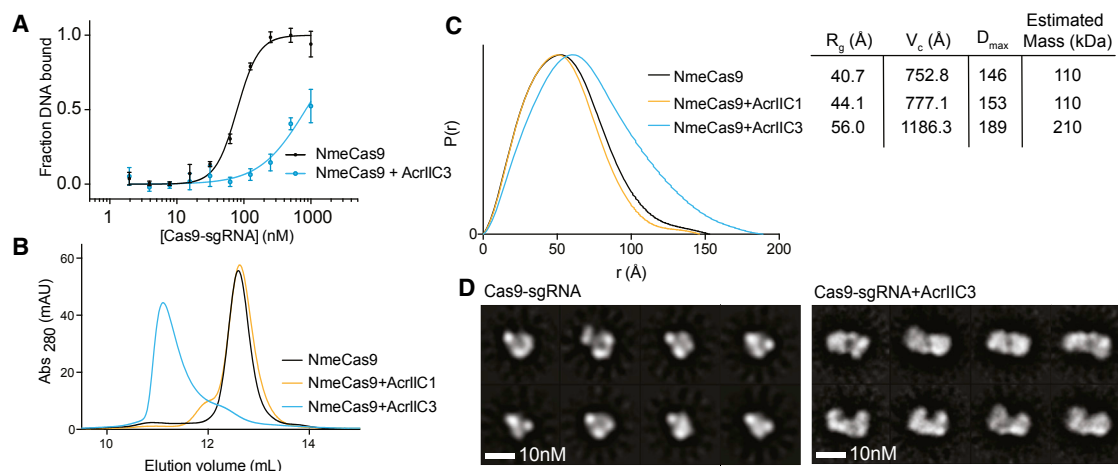 A
Fraction DNA bound
1.0
0.5
0.0
1
10
100
1000
[Cas9-sgRNA] (nM)
NmeCas9
NmeCas9 + AcrIIC3
B
Abs 280 (mAU)
60
40
20
0
10
12
14
Elution volume (mL)
NmeCas9
NmeCas9+AcrIIC1
NmeCas9+AcrIIC3
C
P(r)
0
0
50
100
150
200
r (Å)
NmeCas9
NmeCas9+AcrIIC1
NmeCas9+AcrIIC3
Rg (Å) Vc (Å) Dmax Estimated Mass (kDa)
40.7 752.8 146 110
44.1 777.1 153 110
56.0 1186.3 189 210
D
Cas9-sgRNA
10nM
Cas9-sgRNA+AcrIIC3
10nM